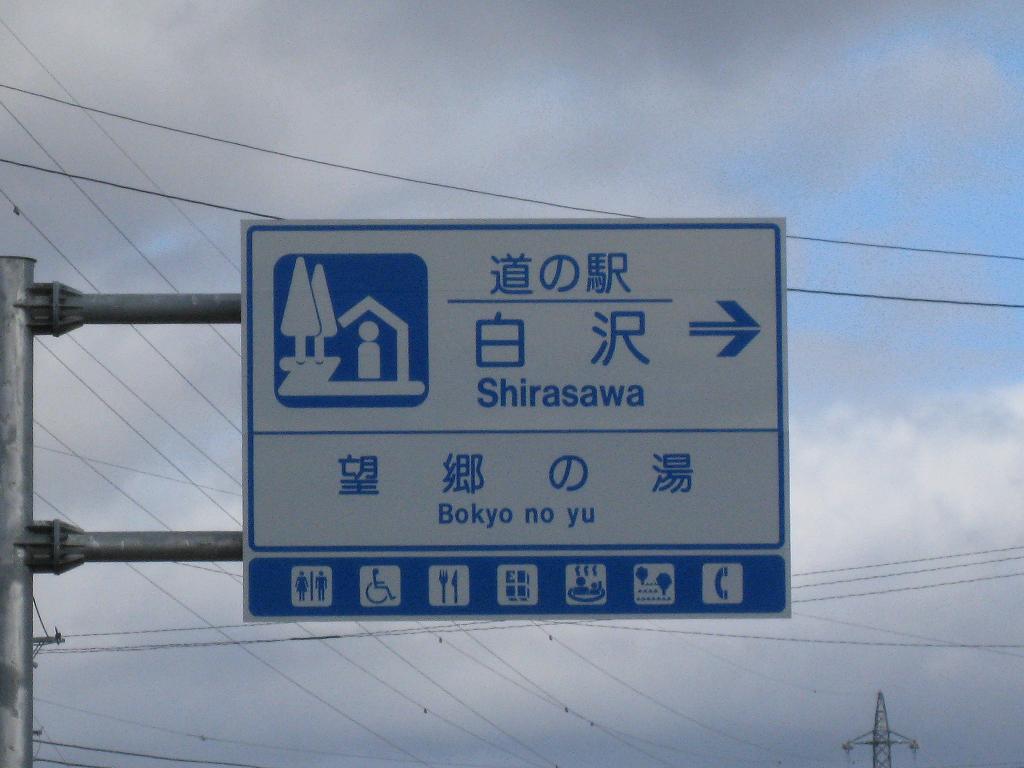 道の駅
白沢
Shirasawa
望郷の湯
Bokyo no yu